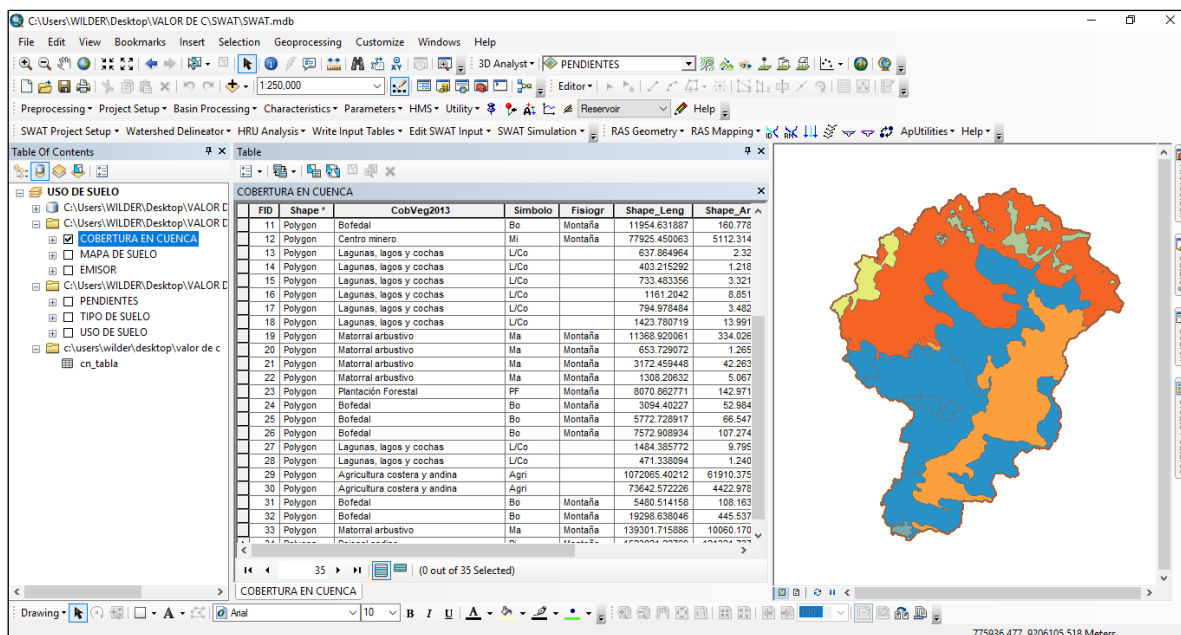 C:\Users\WILDER\Desktop\VALOR DE C\SWAT\SWAT.mdb
File Edit View Bookmarks Insert Selection Geoprocessing Customize Windows Help
3D Analyst PENDIENTES
1:250,000 Editor
Preprocessing Project Setup Basin Processing Characteristics Parameters HMS Utility Reservoir Help
SWAT Project Setup Watershed Delineator HRU Analysis Write Input Tables Edit SWAT Input SWAT Simulation RAS Geometry RAS Mapping ApUtilities Help
Table Of Contents
USO DE SUELO
C:\Users\WILDER\Desktop\VALOR D
C:\Users\WILDER\Desktop\VALOR D
COBERTURA EN CUENCA
MAPA DE SUELO
EMISOR
C:\Users\WILDER\Desktop\VALOR D
PENDIENTES
TIPO DE SUELO
USO DE SUELO
c:\users\wilder\desktop\valor de c
cn_tabla
Table
COBERTURA EN CUENCA
FID Shape * CobVeg2013 Simbolo Fisiogr Shape_Leng Shape_Ar
11 Polygon Bofedal Bo Montaña 11954.631887 160.778
12 Polygon Centro minero Mi Montaña 77925.450063 5112.314
13 Polygon Lagunas, lagos y cochas L/Co 637.864964 2.32
14 Polygon Lagunas, lagos y cochas L/Co 403.215292 1.218
15 Polygon Lagunas, lagos y cochas L/Co 733.483356 3.321
16 Polygon Lagunas, lagos y cochas L/Co 1161.2042 8.851
17 Polygon Lagunas, lagos y cochas L/Co 794.978484 3.482
18 Polygon Lagunas, lagos y cochas L/Co 1423.780719 13.991
19 Polygon Matorral arbustivo Ma Montaña 11368.920061 334.026
20 Polygon Matorral arbustivo Ma Montaña 653.729072 1.265
21 Polygon Matorral arbustivo Ma Montaña 3172.459448 42.263
22 Polygon Matorral arbustivo Ma Montaña 1308.20632 5.067
23 Polygon Plantación Forestal PF Montaña 8070.862771 142.971
24 Polygon Bofedal Bo Montaña 3094.40227 52.984
25 Polygon Bofedal Bo Montaña 5772.728917 66.547
26 Polygon Bofedal Bo Montaña 7572.908934 107.274
27 Polygon Lagunas, lagos y cochas L/Co 1484.385772 9.795
28 Polygon Lagunas, lagos y cochas L/Co 471.338094 1.240
29 Polygon Agricultura costera y andina Agri 1072065.40212 61910.375
30 Polygon Agricultura costera y andina Agri 73642.572226 4422.978
31 Polygon Bofedal Bo Montaña 5480.514158 108.163
32 Polygon Bofedal Bo Montaña 19298.638046 445.537
33 Polygon Matorral arbustivo Ma Montaña 139301.715886 10060.170
35 (0 out of 35 Selected)
COBERTURA EN CUENCA
Drawing A Arial 10 B I U A
775936.477 9206105.518 Meters